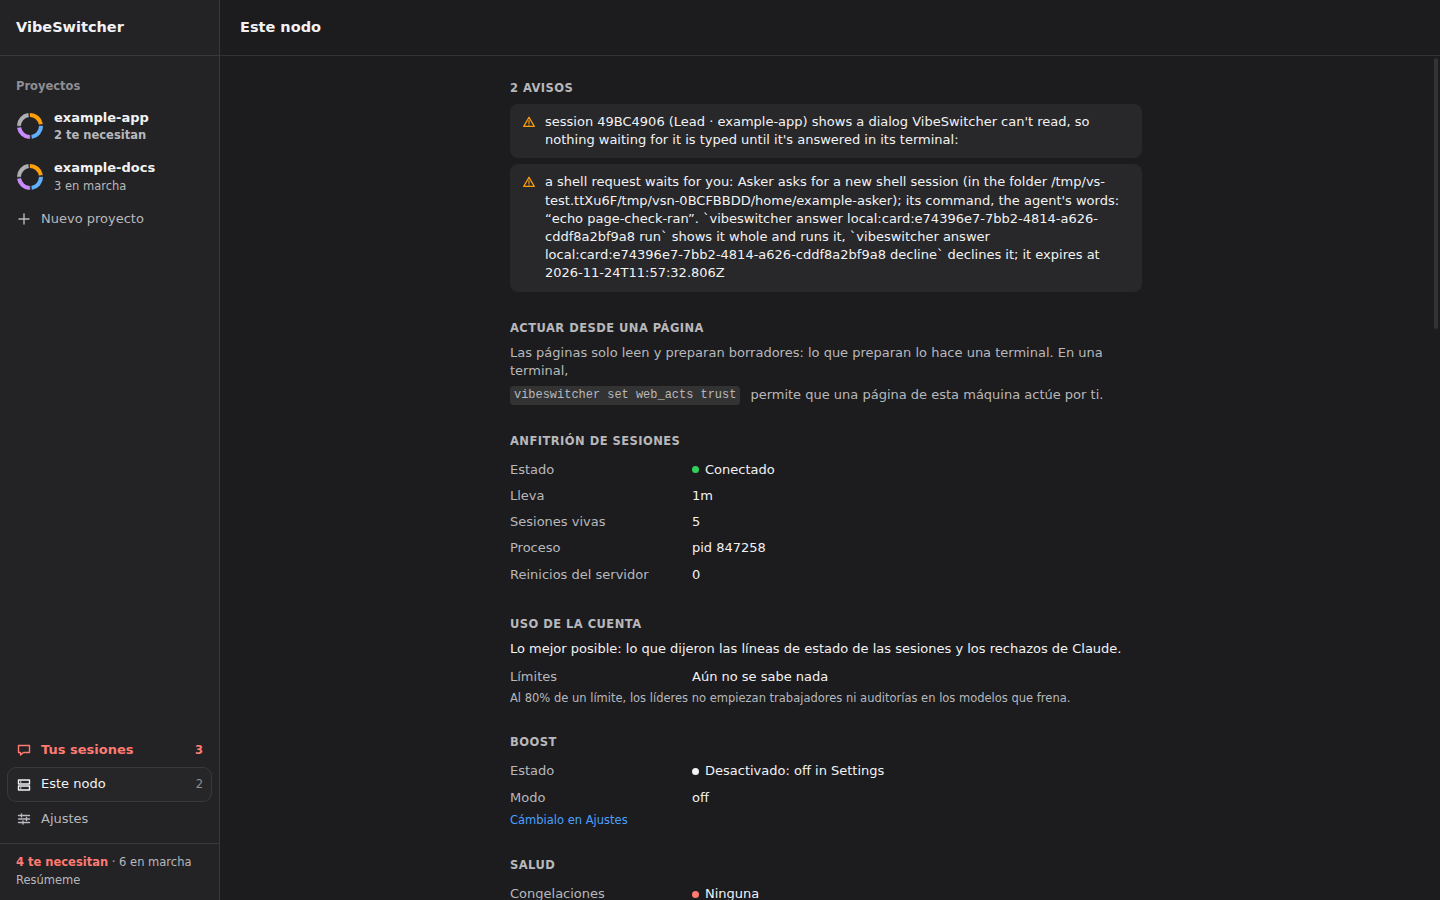 VibeSwitcher
Este nodo
Proyectos
example-app
2 te necesitan
example-docs
3 en marcha
Nuevo proyecto
2 AVISOS
session 49BC4906 (Lead · example-app) shows a dialog VibeSwitcher can't read, so
nothing waiting for it is typed until it's answered in its terminal:
a shell request waits for you: Asker asks for a new shell session (in the folder /tmp/vs-
test.ttXu6F/tmp/vsn-0BCFBBDD/home/example-asker); its command, the agent's words:
“echo page-check-ran”. `vibeswitcher answer local:card:e74396e7-7bb2-4814-a626-
cddf8a2bf9a8 run` shows it whole and runs it, `vibeswitcher answer
local:card:e74396e7-7bb2-4814-a626-cddf8a2bf9a8 decline` declines it; it expires at
2026-11-24T11:57:32.806Z
ACTUAR DESDE UNA PÁGINA
Las páginas solo leen y preparan borradores: lo que preparan lo hace una terminal. En una
terminal,
vibeswitcher set web_acts trust permite que una página de esta máquina actúe por ti.
ANFITRIÓN DE SESIONES
Estado Conectado
Lleva 1m
Sesiones vivas 5
Proceso pid 847258
Reinicios del servidor 0
USO DE LA CUENTA
Lo mejor posible: lo que dijeron las líneas de estado de las sesiones y los rechazos de Claude.
Límites Aún no se sabe nada
Al 80% de un límite, los líderes no empiezan trabajadores ni auditorías en los modelos que frena.
BOOST
Estado Desactivado: off in Settings
Modo off
Cámbialo en Ajustes
SALUD
Congelaciones Ninguna
Tus sesiones 3
Este nodo 2
Ajustes
4 te necesitan · 6 en marcha
Resúmeme